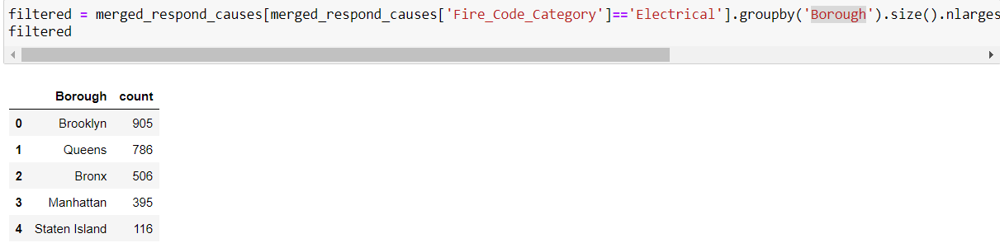 filtered = merged_respond_causes[merged_respond_causes['Fire_Code_Category']=='Electrical'].groupby('Borough').size().nlarges
filtered
Borough count
0 Brooklyn 905
1 Queens 786
2 Bronx 506
3 Manhattan 395
4 Staten Island 116